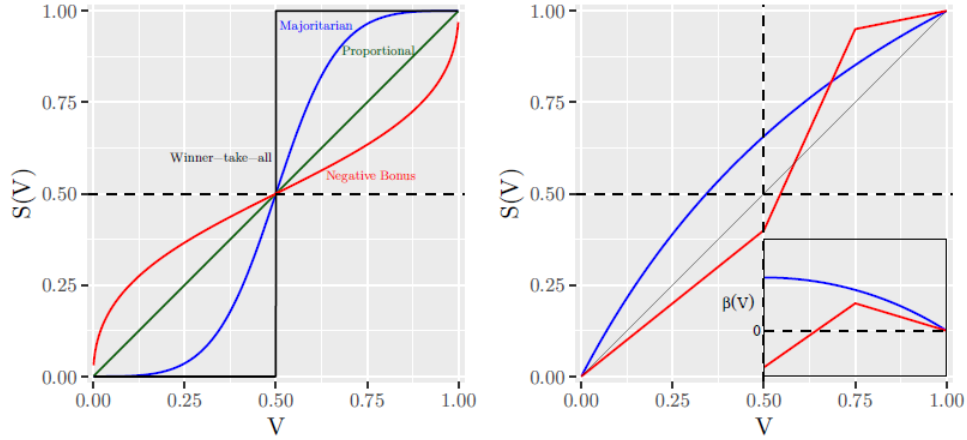 1.00
0.75
0.50
0.25
0.00
S(V)
Majoritarian
Proportional
Winner–take–all
Negative Bonus
0.00 0.25 0.50 0.75 1.00
V
1.00
0.75
0.50
0.25
0.00
S(V)
β(V)
0
0.00 0.25 0.50 0.75 1.00
V